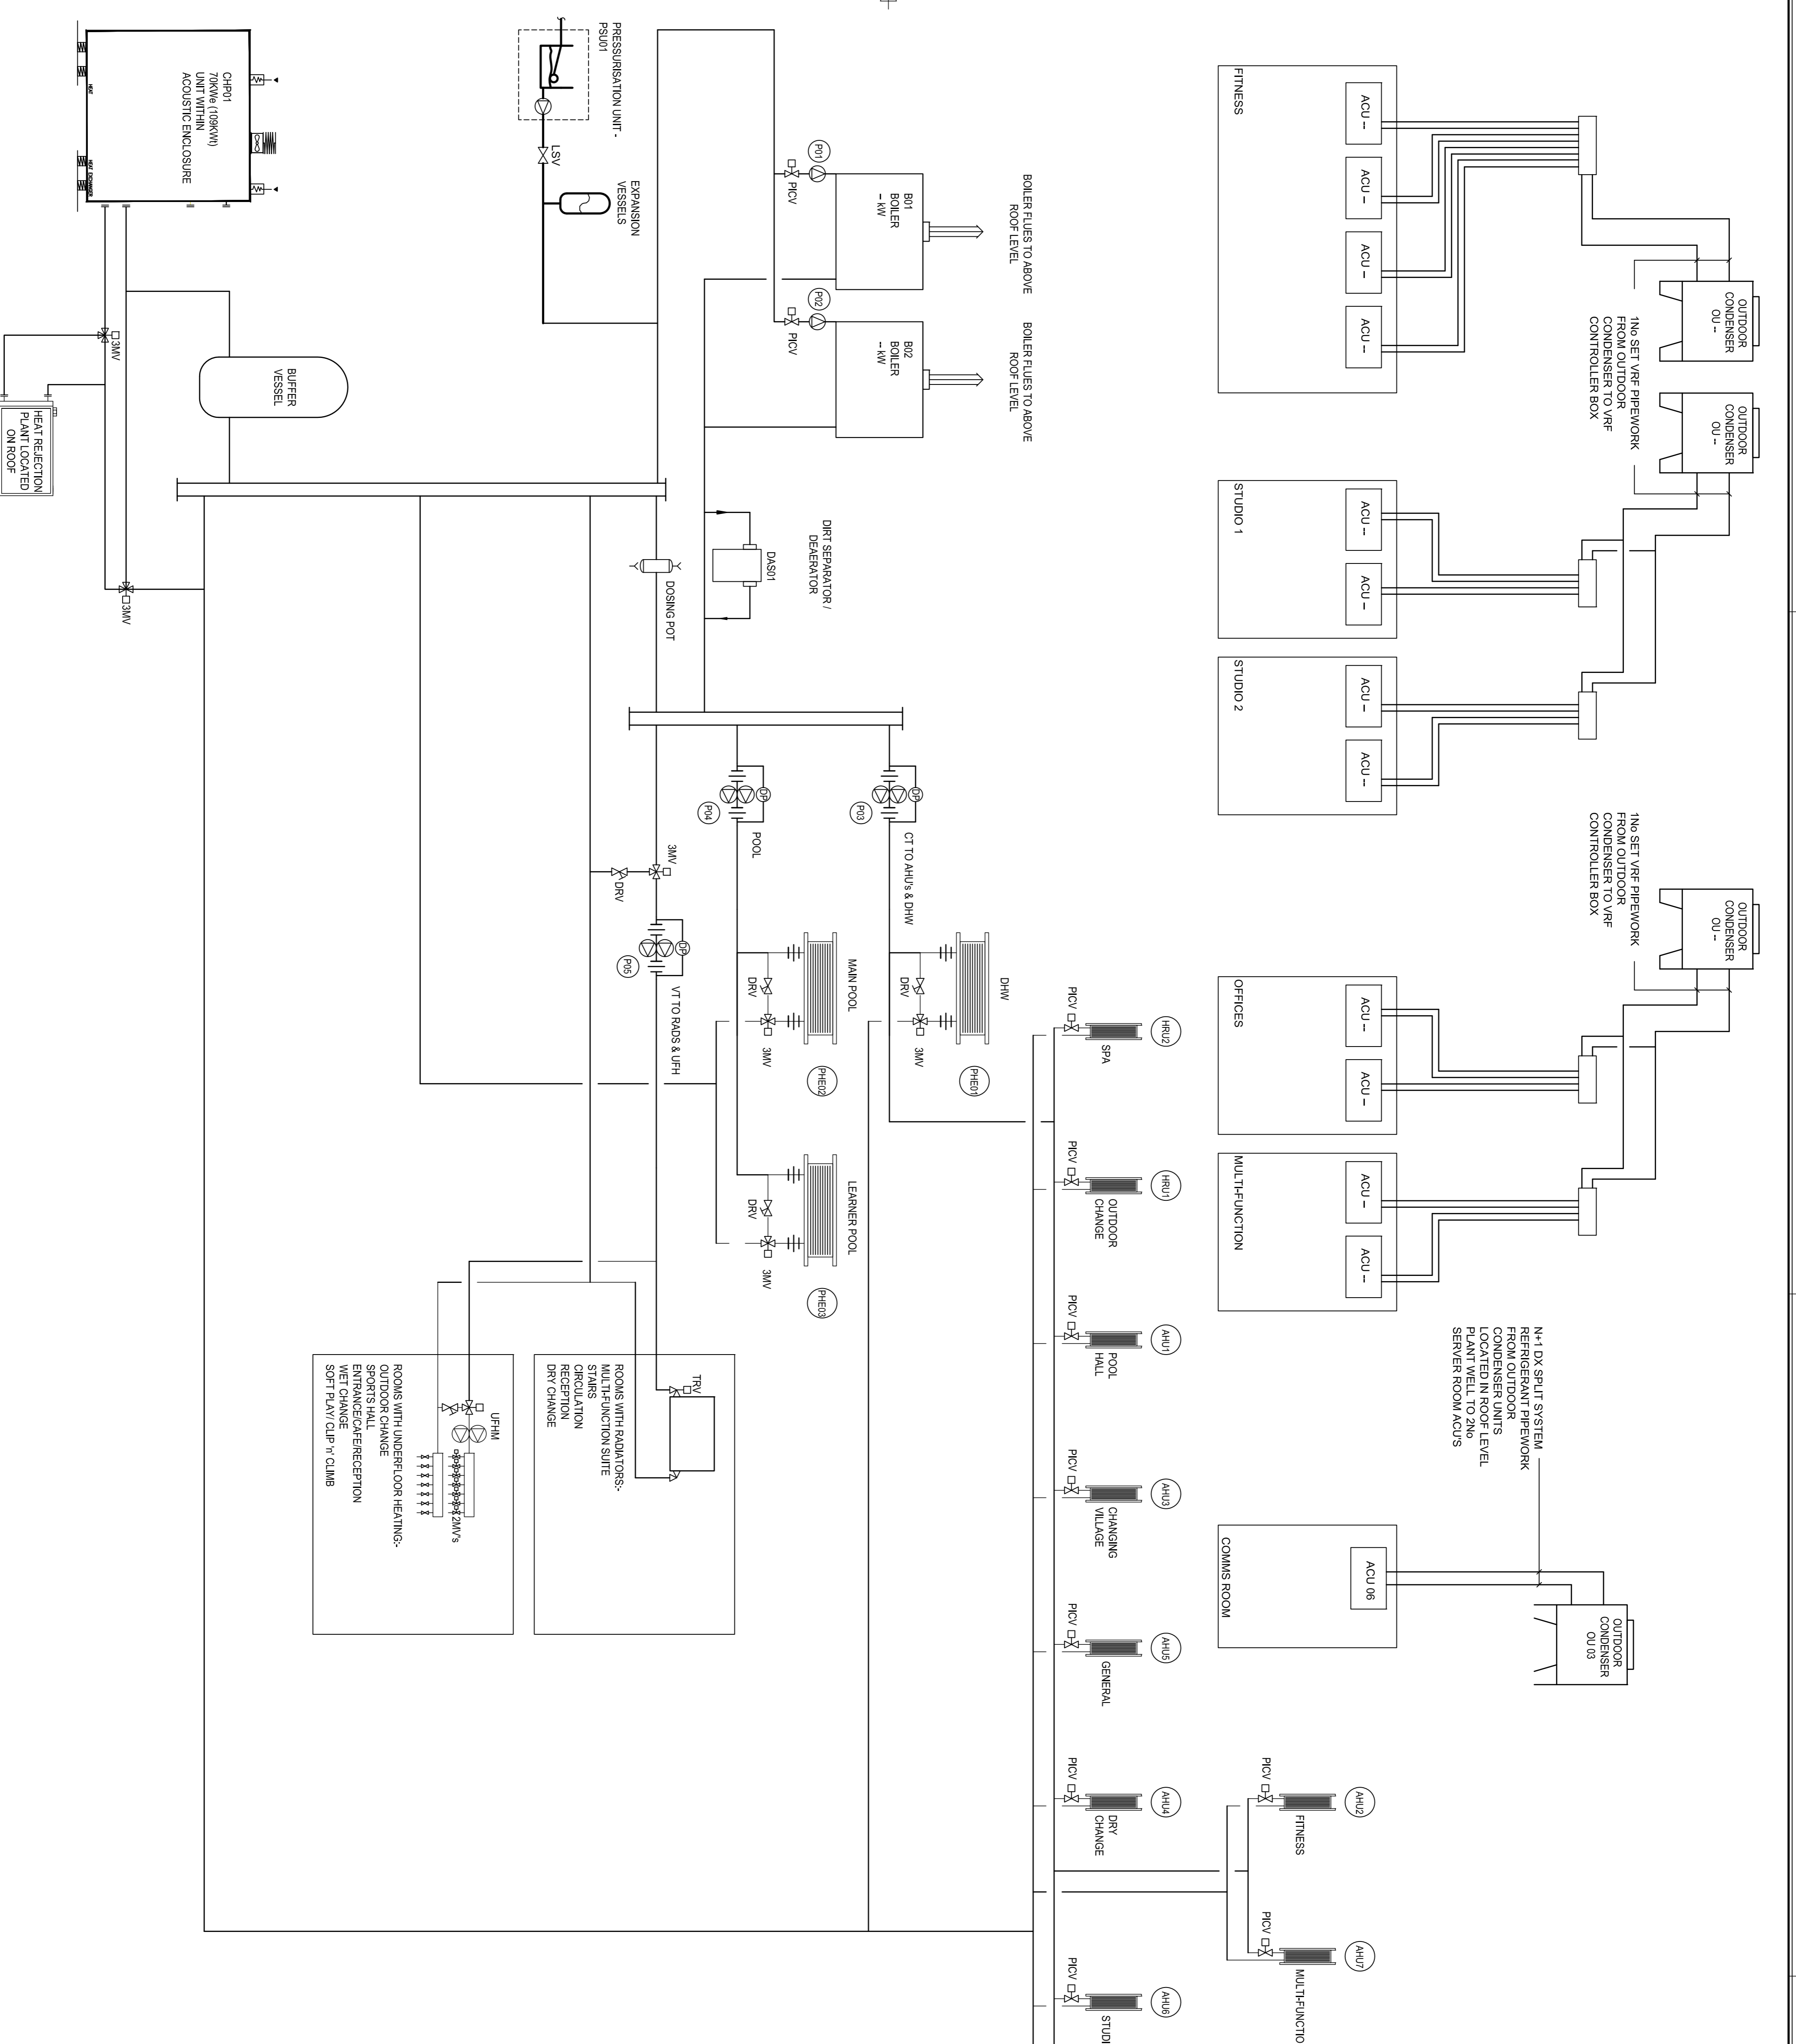 FITNESS
ACU --
ACU --
ACU --
ACU --
OUTDOOR
CONDENSER
OU --
1No SET VRF PIPEWORK
FROM OUTDOOR
CONDENSER TO VRF
CONTROLLER BOX
OUTDOOR
CONDENSER
OU --
STUDIO 1
ACU --
ACU --
STUDIO 2
ACU --
ACU --
1No SET VRF PIPEWORK
FROM OUTDOOR
CONDENSER TO VRF
CONTROLLER BOX
OUTDOOR
CONDENSER
OU --
OFFICES
ACU --
ACU --
MULTI-FUNCTION
ACU --
ACU --
N+1 DX SPLIT SYSTEM
REFRIGERANT PIPEWORK
FROM OUTDOOR
CONDENSER UNITS
LOCATED IN ROOF LEVEL
PLANT WELL TO 2No
SERVER ROOM ACU'S
COMMS ROOM
ACU 06
OUTDOOR
CONDENSER
OU 03
AHU2
PICV
FITNESS
AHU7
PICV
MULTI-FUNCTIO
HRU2
PICV
SPA
HRU1
PICV
OUTDOOR
CHANGE
AHU1
PICV
POOL
HALL
AHU3
PICV
CHANGING
VILLAGE
AHU5
PICV
GENERAL
AHU4
PICV
DRY
CHANGE
AHU6
PICV
STUDI
BOILER FLUES TO ABOVE
ROOF LEVEL
BOILER FLUES TO ABOVE
ROOF LEVEL
B01
BOILER
-- kW
P01
PICV
B02
BOILER
-- kW
P02
PICV
PRESSURISATION UNIT -
PSU01
LSV
EXPANSION
VESSELS
DIRT SEPARATOR /
DEAERATOR
DAS01
DOSING POT
DP
P03
CT TO AHU's & DHW
DHW
DRV
3MV
PHE01
DP
P04
POOL
MAIN POOL
DRV
3MV
PHE02
LEARNER POOL
DRV
3MV
PHE03
3MV
DRV
DP
P05
VT TO RADS & UFH
TRV
ROOMS WITH RADIATORS:-
MULTI-FUNCTION SUITE
STAIRS
CIRCULATION
RECEPTION
DRY CHANGE
UFHM
2MV's
ROOMS WITH UNDERFLOOR HEATING:-
OUTDOOR CHANGE
SPORTS HALL
ENTRANCE/CAFE/RECEPTION
WET CHANGE
SOFT PLAY/ CLIP 'n' CLIMB
CHP01
70KWe (109KWt)
UNIT WITHIN
ACOUSTIC ENCLOSURE
HEAT
HEAT EXCHANGER
BUFFER
VESSEL
3MV
3MV
HEAT REJECTION
PLANT LOCATED
ON ROOF